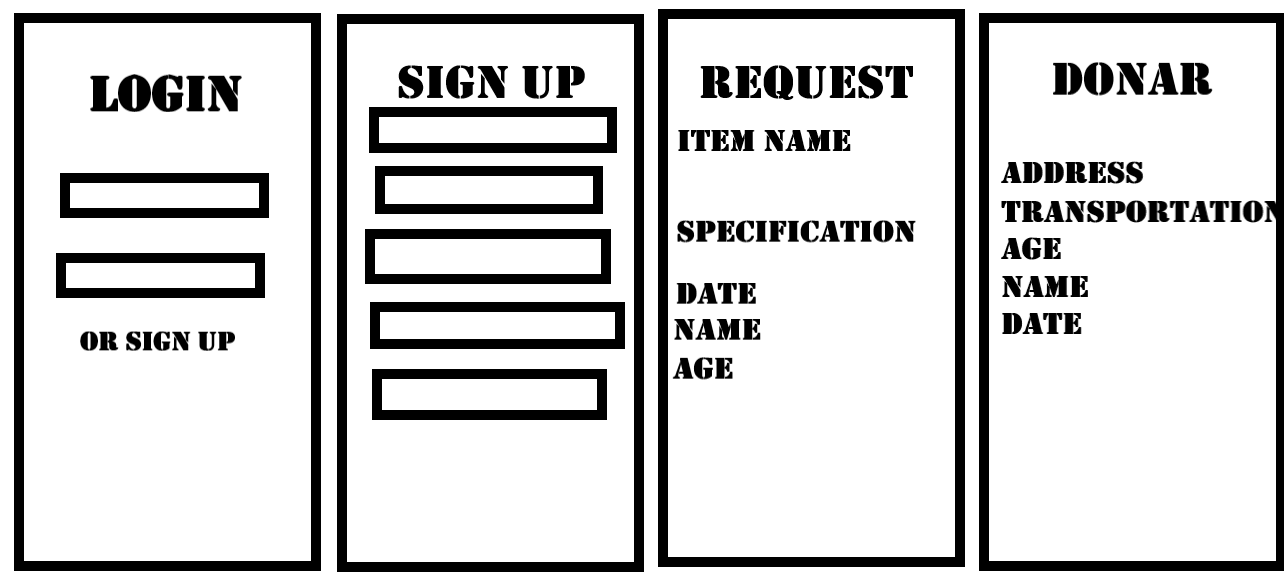 LOGIN
OR SIGN UP
SIGN UP
REQUEST
ITEM NAME
SPECIFICATION
DATE
NAME
AGE
DONAR
ADDRESS
TRANSPORTATION
AGE
NAME
DATE